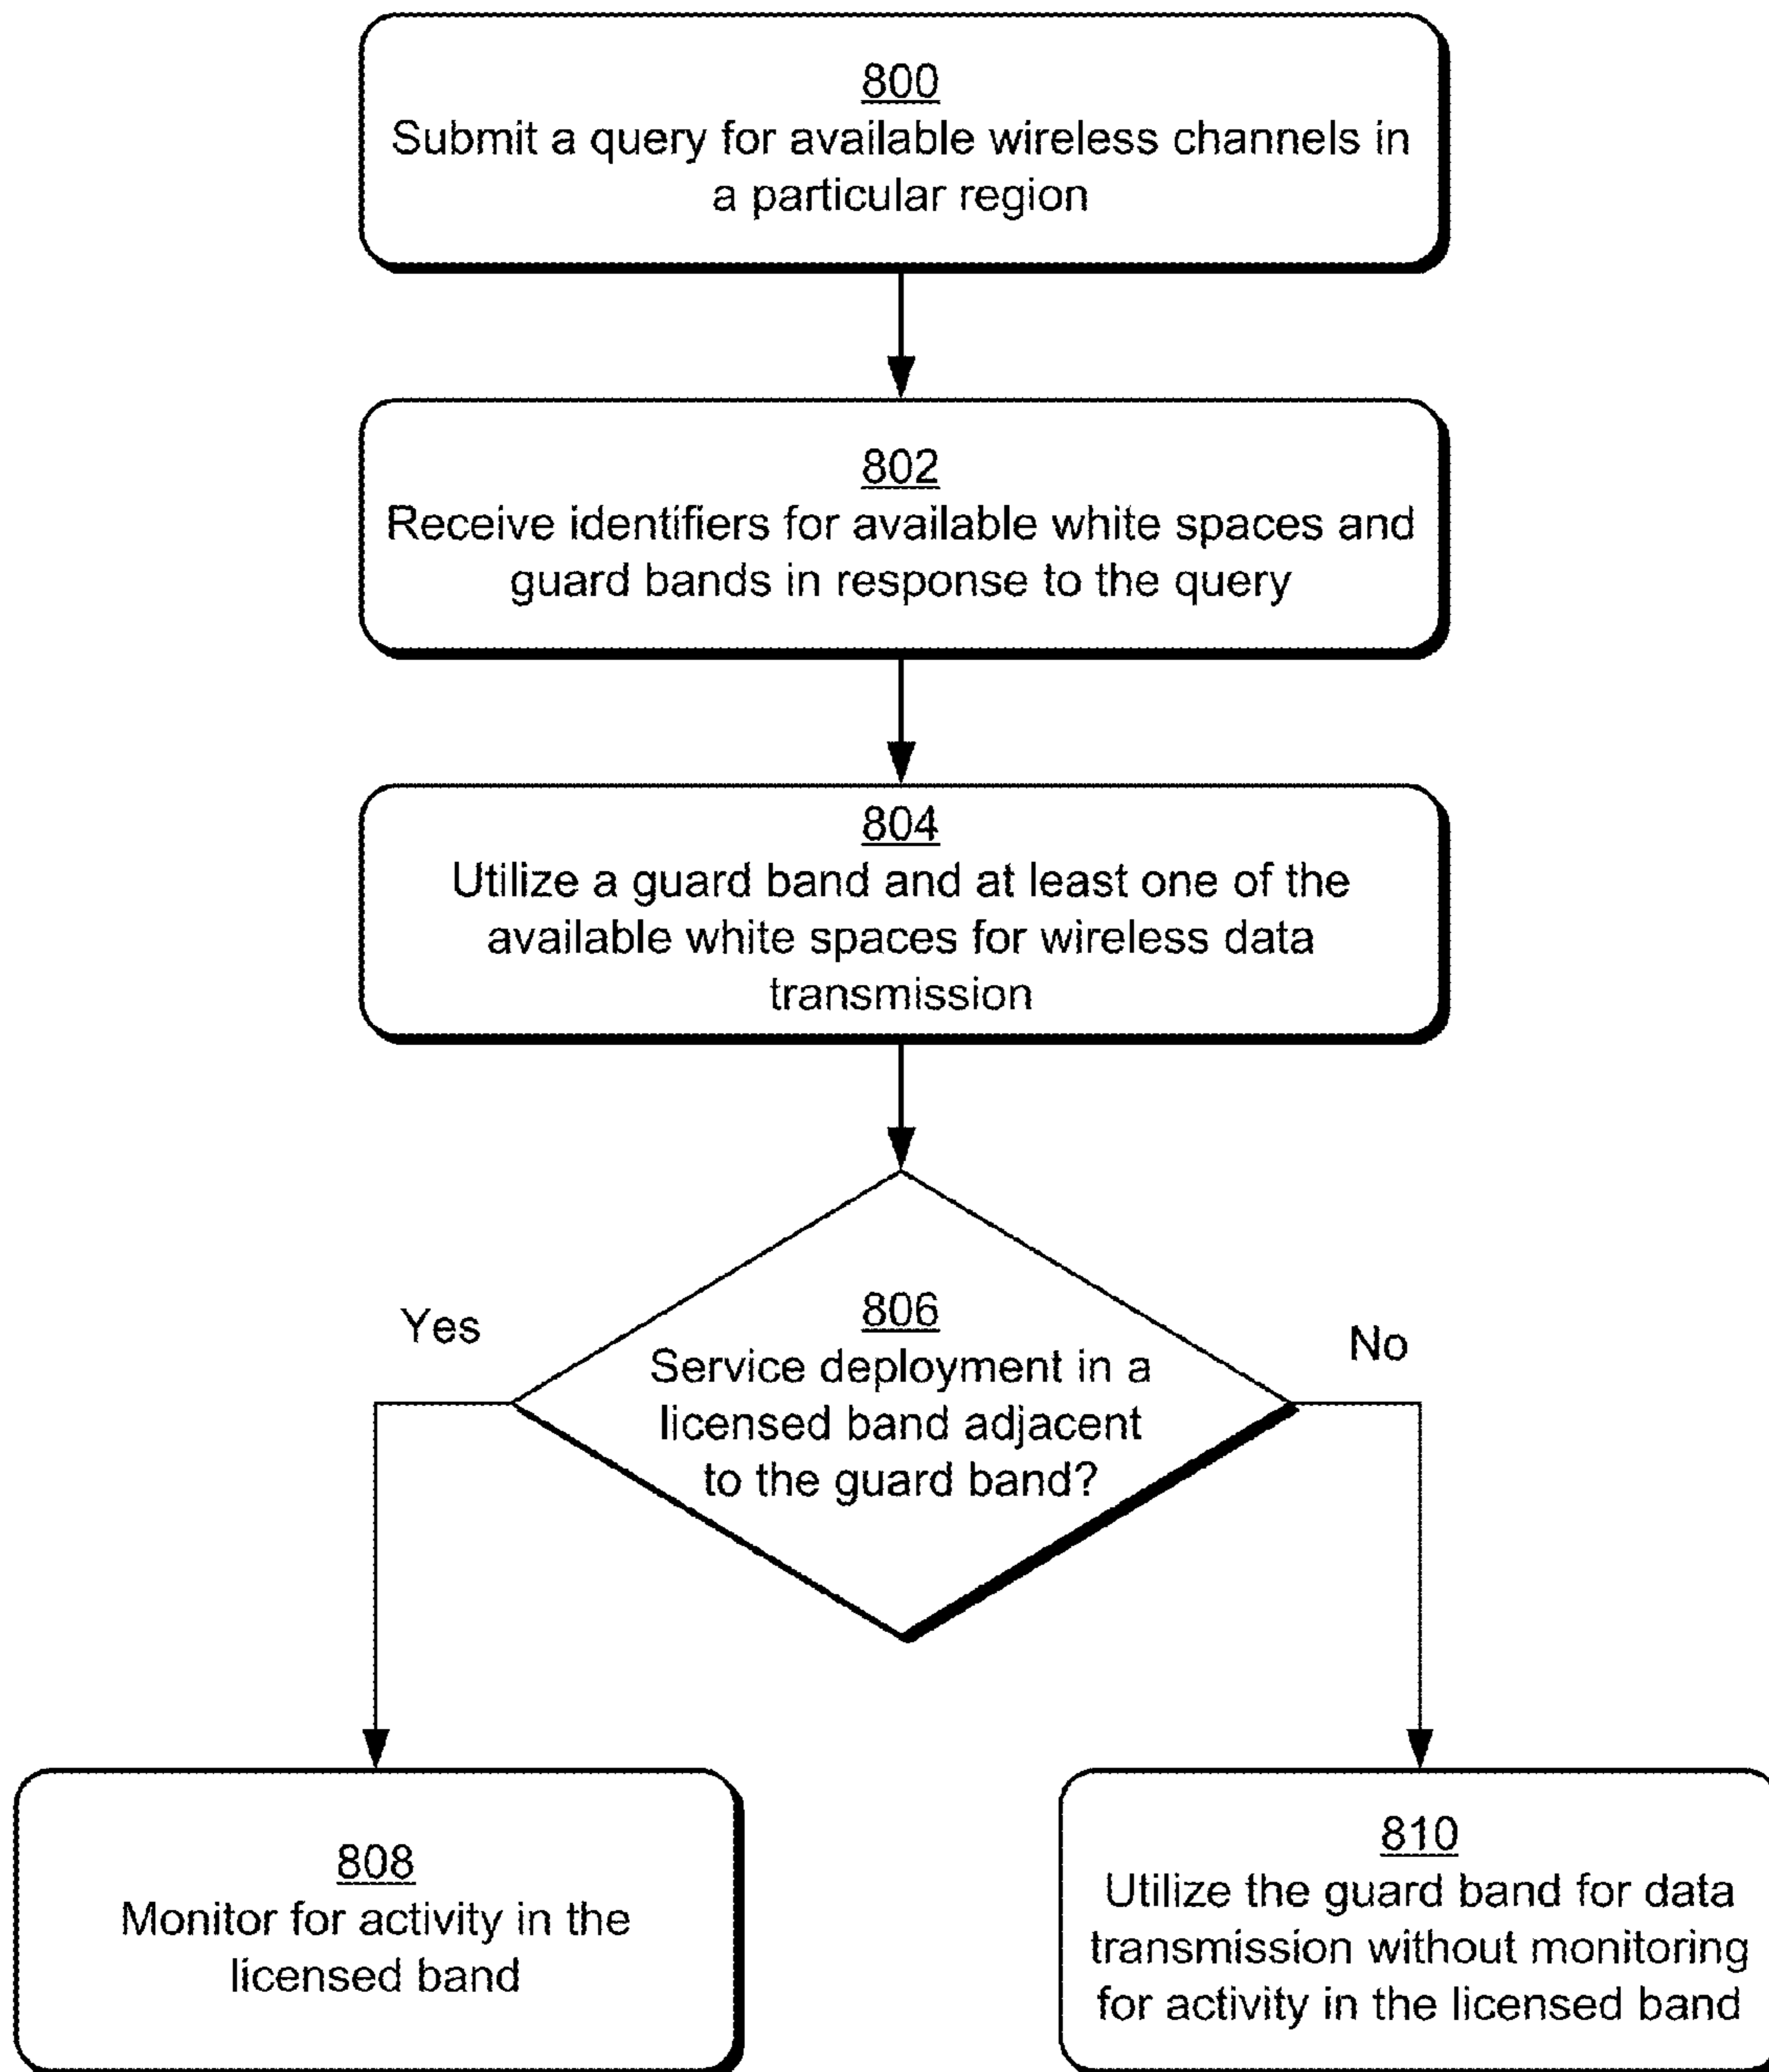 800
Submit a query for available wireless channels in
a particular region
802
Receive identifiers for available white spaces and
guard bands in response to the query
804
Utilize a guard band and at least one of the
available white spaces for wireless data
transmission
806
Service deployment in a
licensed band adjacent
to the guard band?
Yes
No
808
Monitor for activity in the
licensed band
810
Utilize the guard band for data
transmission without monitoring
for activity in the licensed band